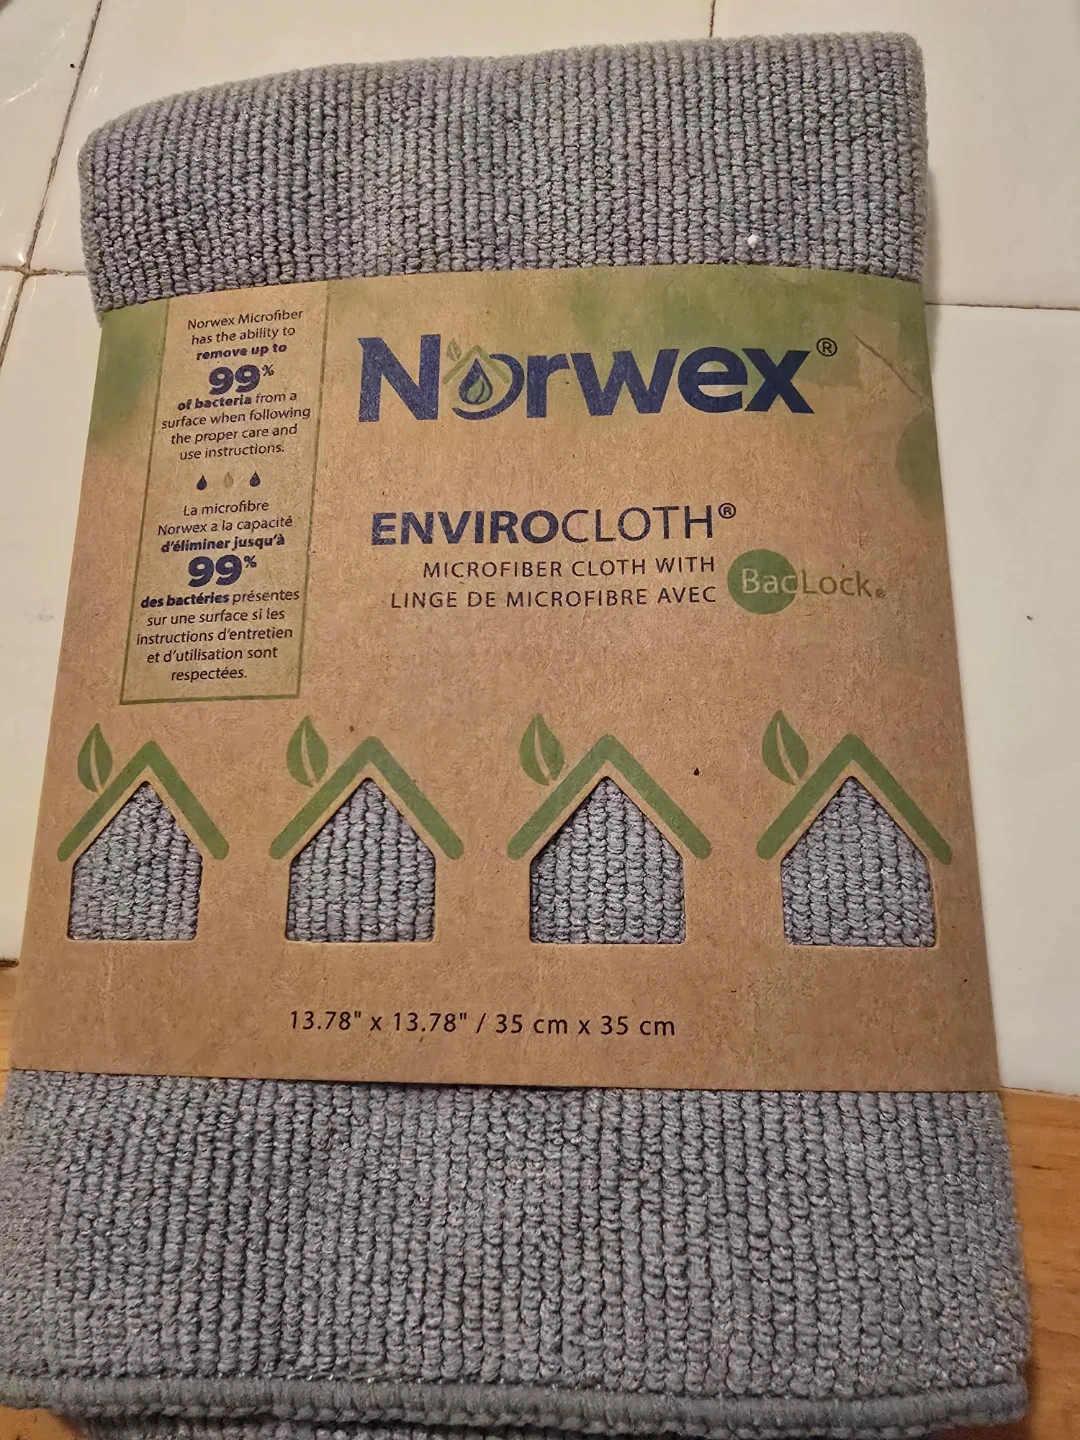 Norwex Microfiber
has the ability to
remove up to
99%
of bacteria from a
surface when following
the proper care and
use instructions.
La microfibre
Norwex a la capacité
d'éliminer jusqu'à
99%
des bactéries présentes
sur une surface si les
instructions d'entretien
et d'utilisation sont
respectées.
Norwex®
ENVIROCLOTH®
MICROFIBER CLOTH WITH
LINGE DE MICROFIBRE AVEC
BacLock®
13.78" x 13.78" / 35 cm x 35 cm